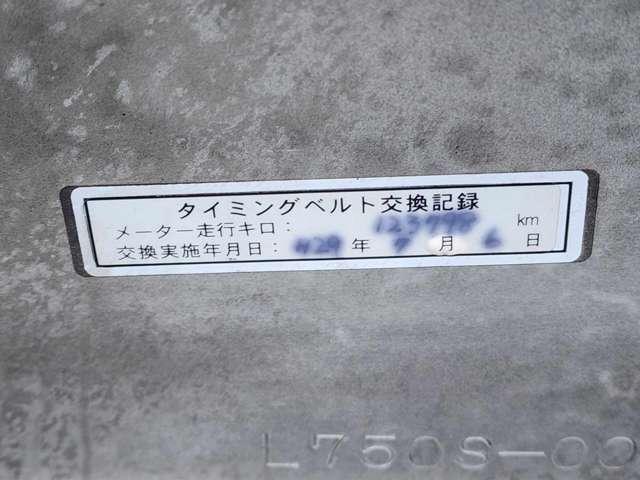 タイミングベルト交換記録
メーター走行キロ： km
交換実施年月日： H29 年 7 月 6 日
L750S-00